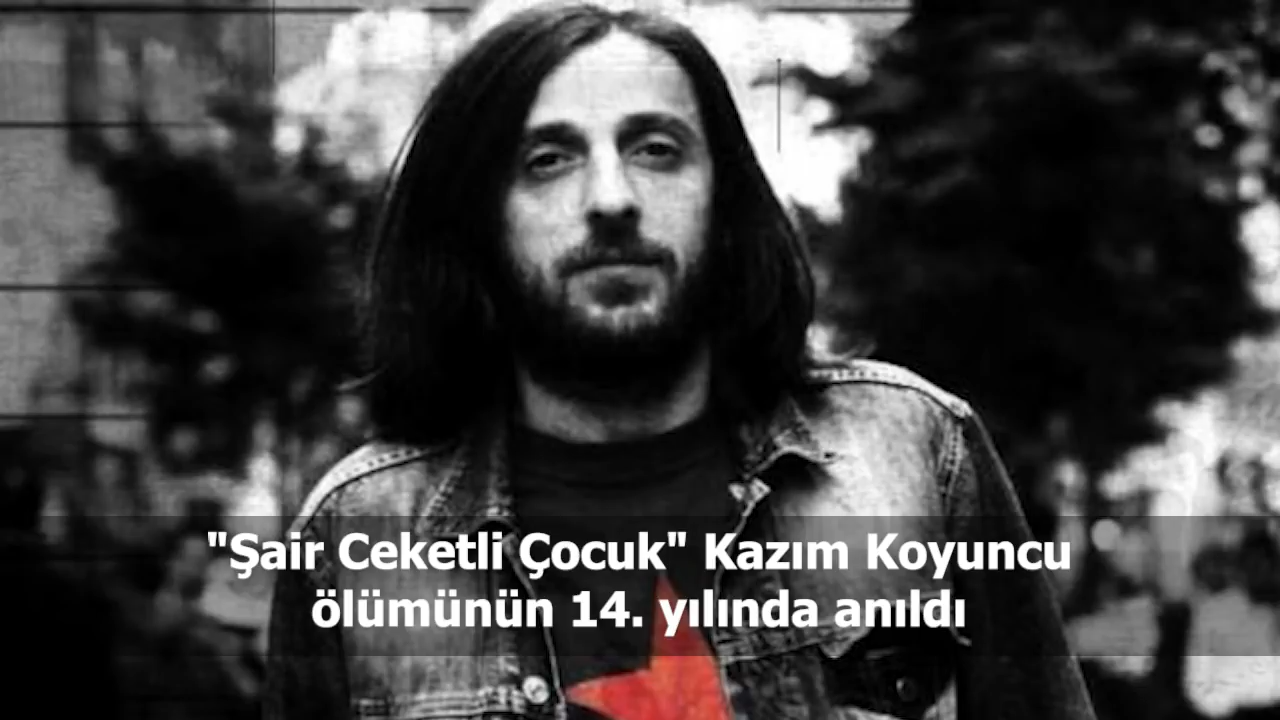 "Şair Ceketli Çocuk" Kazım Koyuncu
ölümünün 14. yılında anıldı